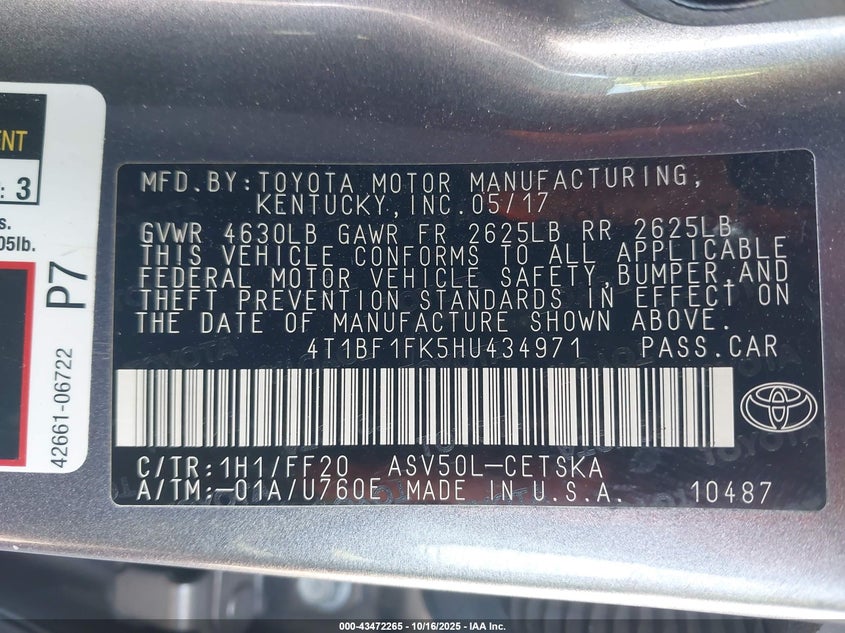 ENT
: 3
s.
05lb.
P7
42661-06722
MFD.BY:TOYOTA MOTOR MANUFACTURING,
KENTUCKY,INC.05/17
GVWR 4630LB GAWR FR 2625LB RR 2625LB
THIS VEHICLE CONFORMS TO ALL APPLICABLE
FEDERAL MOTOR VEHICLE SAFETY,BUMPER,AND
THEFT PREVENTION STANDARDS IN EFFECT ON
THE DATE OF MANUFACTURE SHOWN ABOVE.
4T1BF1FK5HU434971 PASS.CAR
C/TR:1H1/FF20 ASV50L-CETSKA
A/TM:-01A/U760E MADE IN U.S.A. 10487
000-43472265 - 10/16/2025 - IAA Inc.